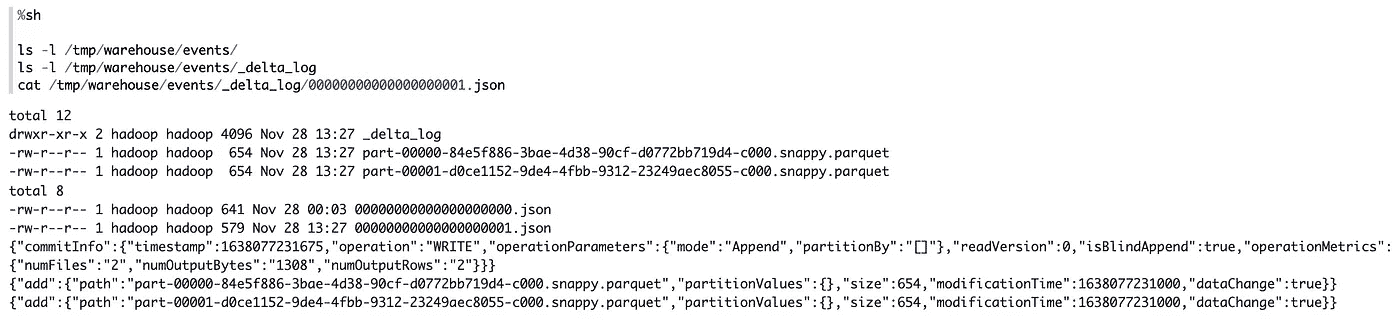 %sh
ls -l /tmp/warehouse/events/
ls -l /tmp/warehouse/events/_delta_log
cat /tmp/warehouse/events/_delta_log/00000000000000000001.json
total 12
drwxr-xr-x 2 hadoop hadoop 4096 Nov 28 13:27 _delta_log
-rw-r--r-- 1 hadoop hadoop  654 Nov 28 13:27 part-00000-84e5f886-3bae-4d38-90cf-d0772bb719d4-c000.snappy.parquet
-rw-r--r-- 1 hadoop hadoop  654 Nov 28 13:27 part-00001-d0ce1152-9de4-4fbb-9312-23249aec8055-c000.snappy.parquet
total 8
-rw-r--r-- 1 hadoop hadoop 641 Nov 28 00:03 00000000000000000000.json
-rw-r--r-- 1 hadoop hadoop 579 Nov 28 13:27 00000000000000000001.json
{"commitInfo":{"timestamp":1638077231675,"operation":"WRITE","operationParameters":{"mode":"Append","partitionBy":"[]"},"readVersion":0,"isBlindAppend":true,"operationMetrics":
{"numFiles":"2","numOutputBytes":"1308","numOutputRows":"2"}}}
{"add":{"path":"part-00000-84e5f886-3bae-4d38-90cf-d0772bb719d4-c000.snappy.parquet","partitionValues":{},"size":654,"modificationTime":1638077231000,"dataChange":true}}
{"add":{"path":"part-00001-d0ce1152-9de4-4fbb-9312-23249aec8055-c000.snappy.parquet","partitionValues":{},"size":654,"modificationTime":1638077231000,"dataChange":true}}